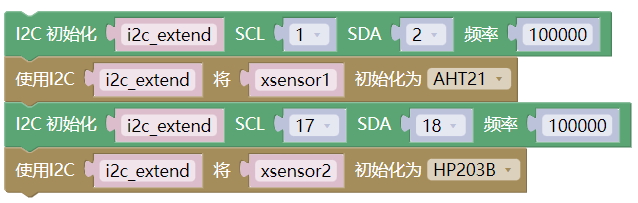 I2C 初始化 i2c_extend SCL 1 SDA 2 频率 100000
使用I2C i2c_extend 将 xsensor1 初始化为 AHT21
I2C 初始化 i2c_extend SCL 17 SDA 18 频率 100000
使用I2C i2c_extend 将 xsensor2 初始化为 HP203B